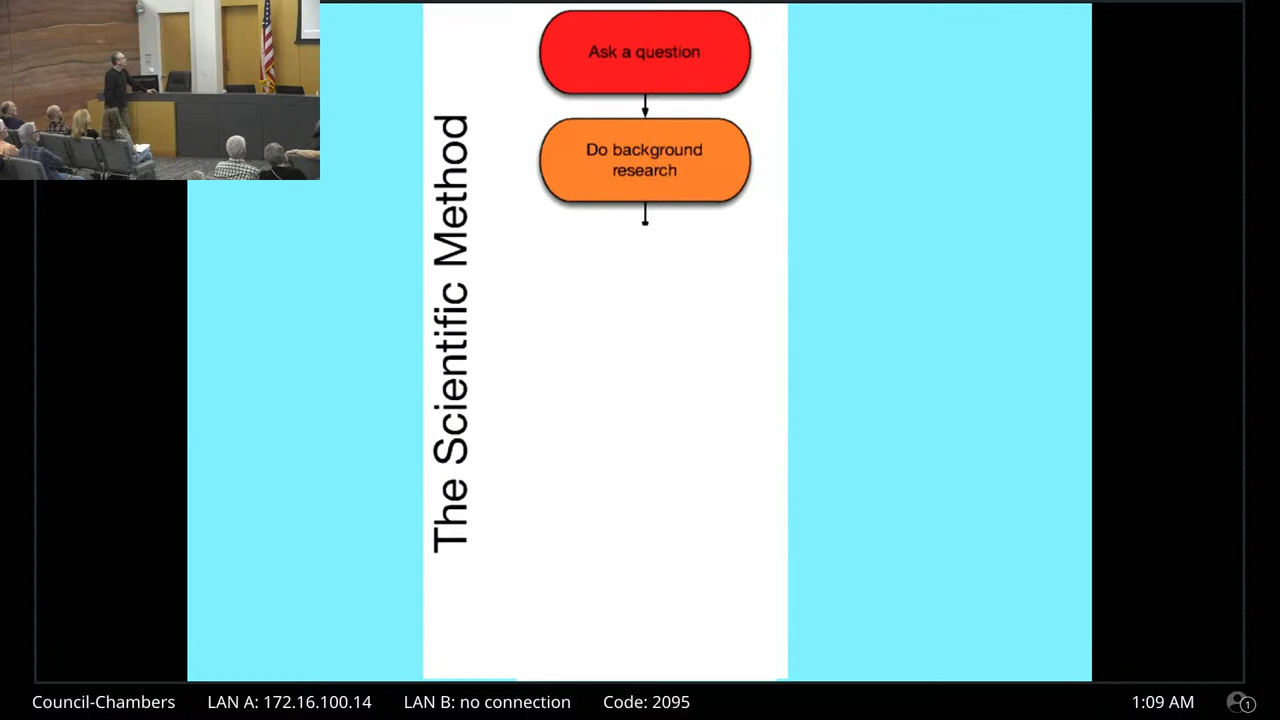 The Scientific Method
Ask a question
Do background
research
Council-Chambers LAN A: 172.16.100.14 LAN B: no connection Code: 2095 1:09 AM 1